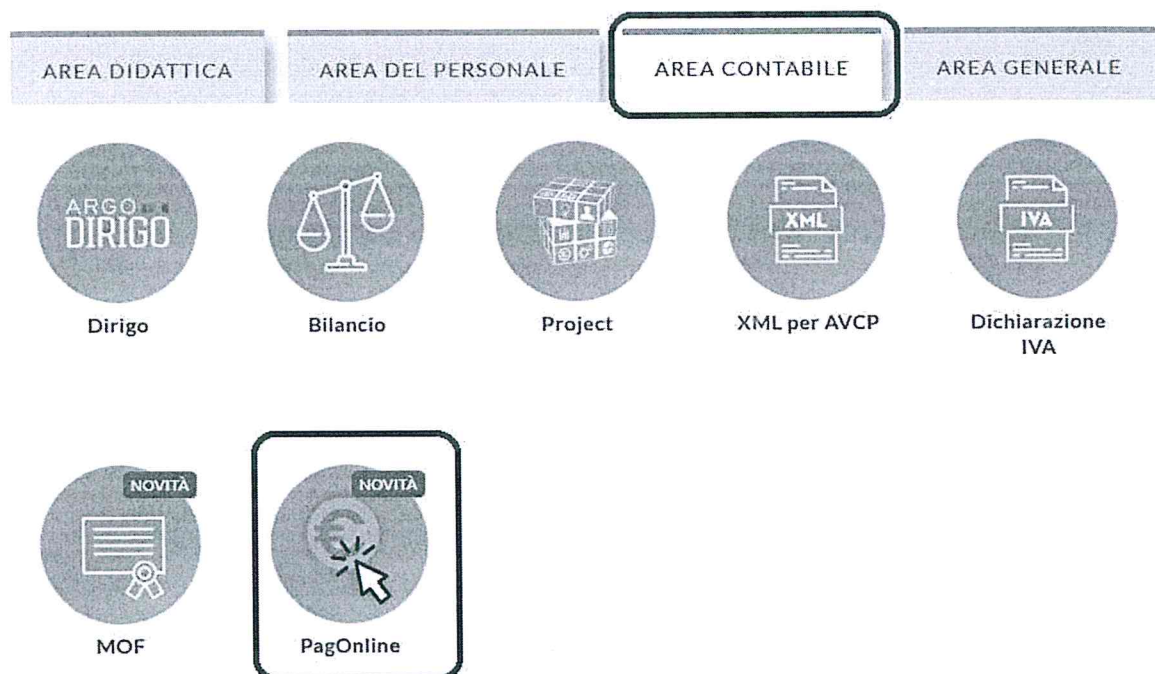 AREA DIDATTICA
AREA DEL PERSONALE
AREA CONTABILE
AREA GENERALE
ARGO
DIRIGO
XML
IVA
Dirigo
Bilancio
Project
XML per AVCP
Dichiarazione
IVA
NOVITÀ
NOVITÀ
€
MOF
PagOnline